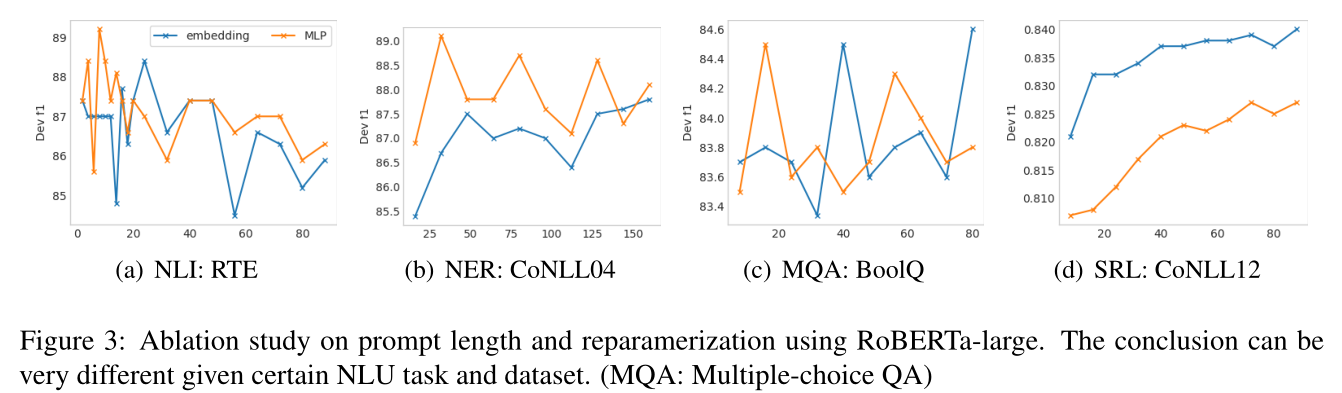 embedding MLP
Dev f1
89
88
87
86
85
0 20 40 60 80
(a) NLI: RTE
Dev f1
89.0
88.5
88.0
87.5
87.0
86.5
86.0
85.5
25 50 75 100 125 150
(b) NER: CoNLL04
Dev f1
84.6
84.4
84.2
84.0
83.8
83.6
83.4
20 40 60 80
(c) MQA: BoolQ
Dev f1
0.840
0.835
0.830
0.825
0.820
0.815
0.810
20 40 60 80
(d) SRL: CoNLL12
Figure 3: Ablation study on prompt length and reparamerization using RoBERTa-large. The conclusion can be
very different given certain NLU task and dataset. (MQA: Multiple-choice QA)